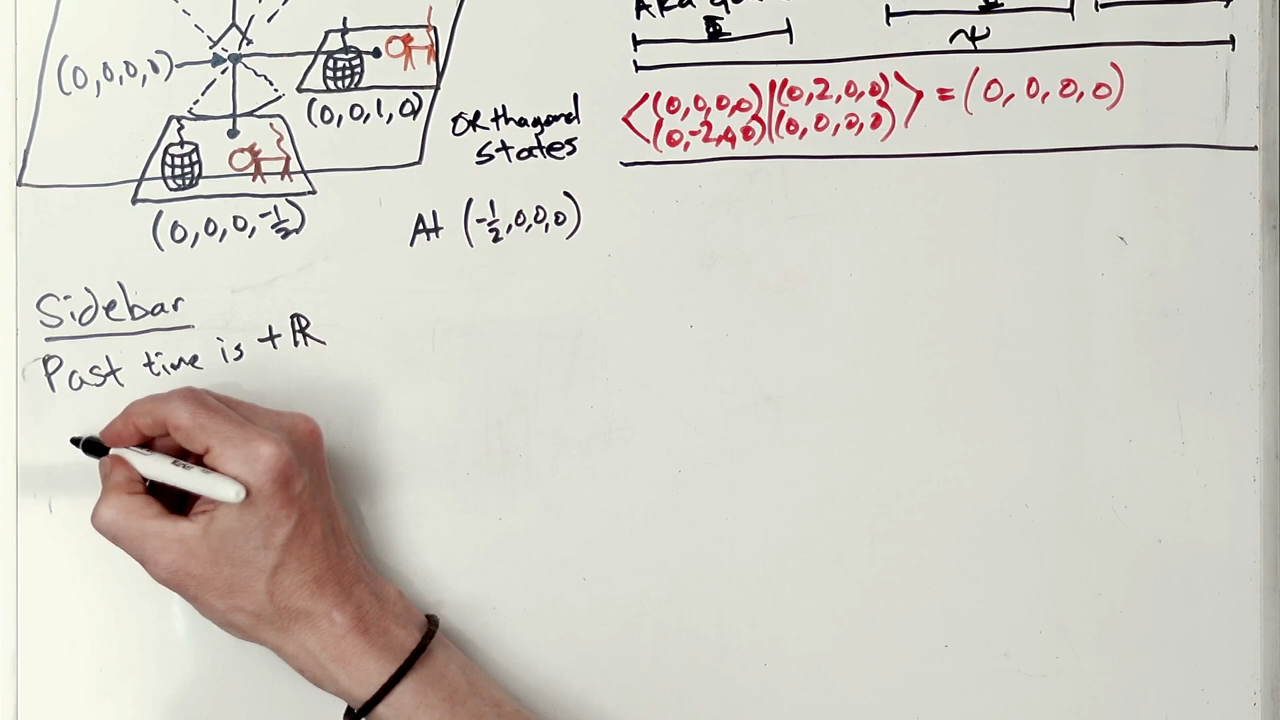 (0,0,0,0)
(0,0,1,0)
ORthagonal
states
(0,0,0,-1/2)
At (-1/2,0,0,0)
Sidebar
Past time is +ℝ
Ψ
⟨(0,0,0,0)|(0,2,0,0)⟩ = (0,0,0,0)
(0,-2,0,0)|(0,0,0,0)